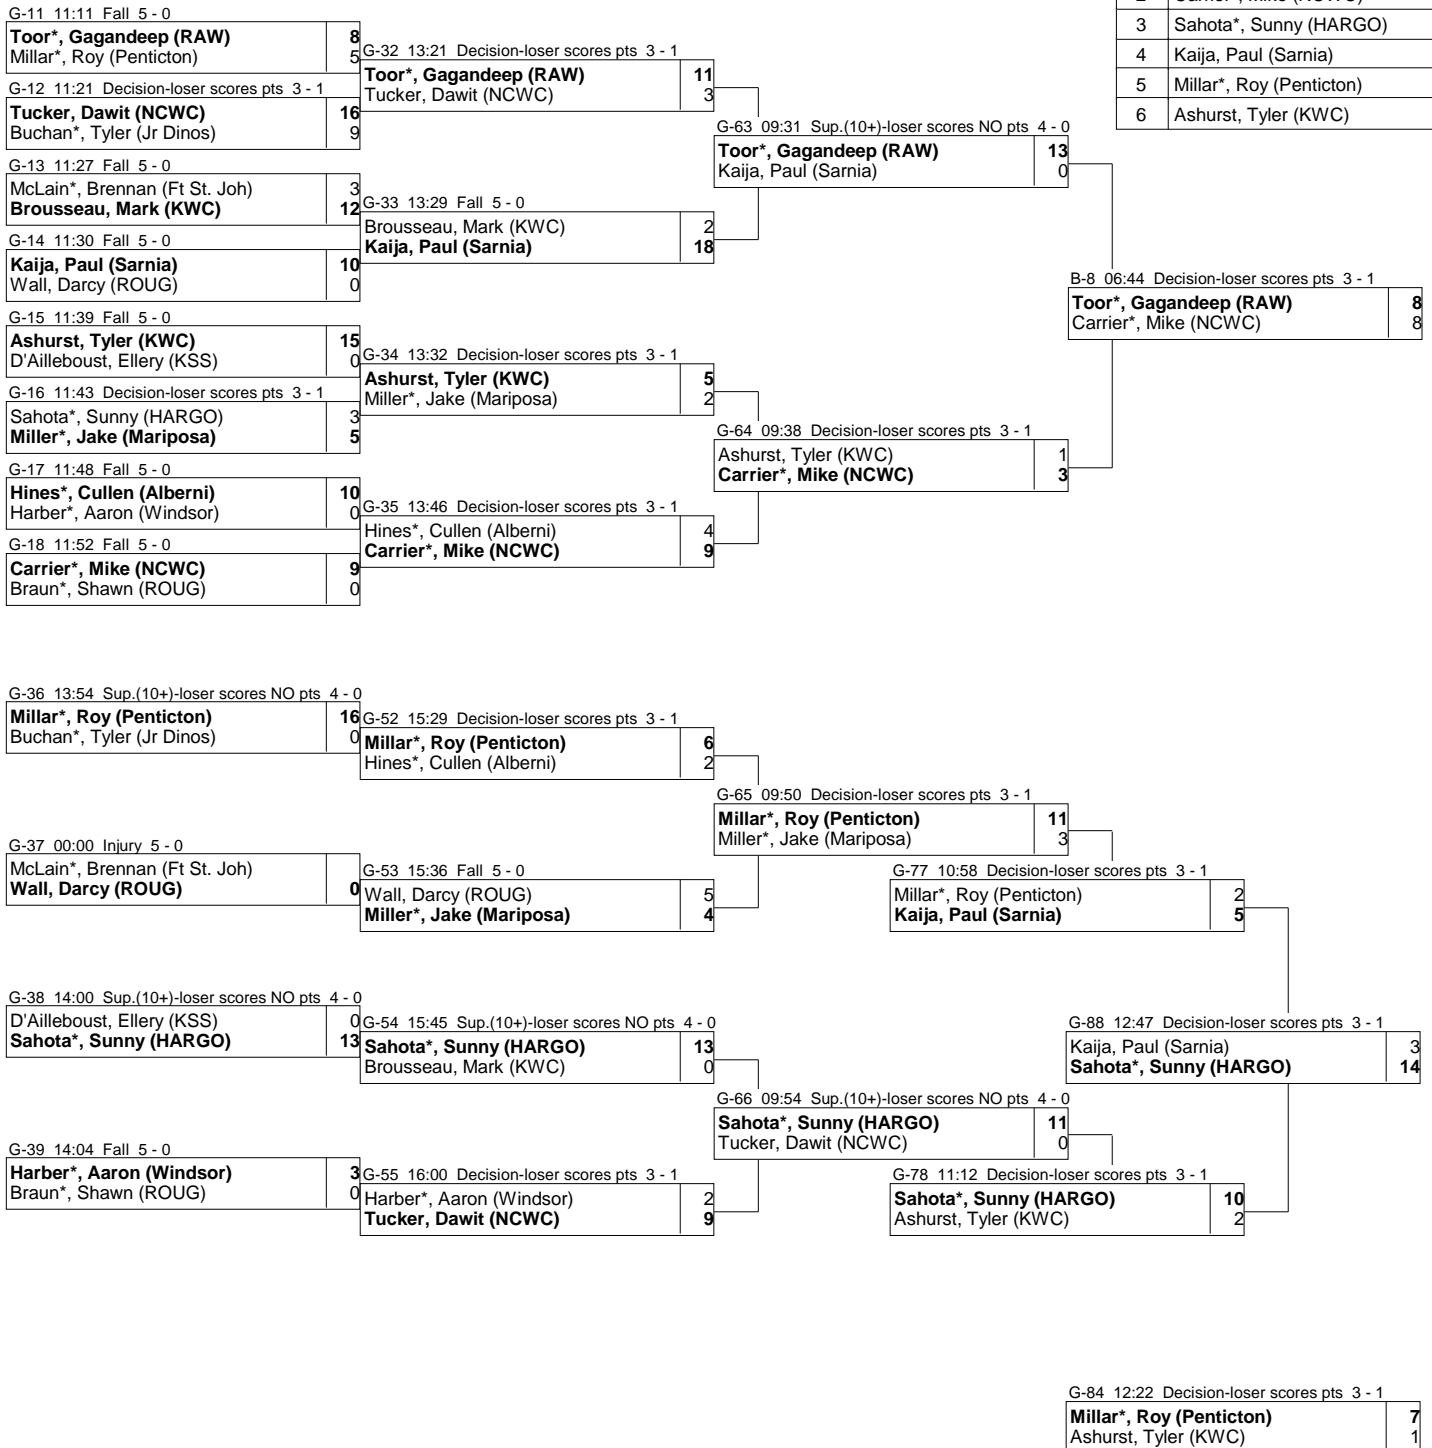 G-11 11:11 Fall 5 - 0
Toor*, Gagandeep (RAW) 8
Millar*, Roy (Penticton) 5
G-12 11:21 Decision-loser scores pts 3 - 1
Tucker, Dawit (NCWC) 16
Buchan*, Tyler (Jr Dinos) 9
G-13 11:27 Fall 5 - 0
McLain*, Brennan (Ft St. Joh) 3
Brousseau, Mark (KWC) 12
G-14 11:30 Fall 5 - 0
Kaija, Paul (Sarnia) 10
Wall, Darcy (ROUG) 0
G-15 11:39 Fall 5 - 0
Ashurst, Tyler (KWC) 15
D'Ailleboust, Ellery (KSS) 0
G-16 11:43 Decision-loser scores pts 3 - 1
Sahota*, Sunny (HARGO) 3
Miller*, Jake (Mariposa) 5
G-17 11:48 Fall 5 - 0
Hines*, Cullen (Alberni) 10
Harber*, Aaron (Windsor) 0
G-18 11:52 Fall 5 - 0
Carrier*, Mike (NCWC) 9
Braun*, Shawn (ROUG) 0
G-32 13:21 Decision-loser scores pts 3 - 1
Toor*, Gagandeep (RAW) 11
Tucker, Dawit (NCWC) 3
G-33 13:29 Fall 5 - 0
Brousseau, Mark (KWC) 2
Kaija, Paul (Sarnia) 18
G-34 13:32 Decision-loser scores pts 3 - 1
Ashurst, Tyler (KWC) 5
Miller*, Jake (Mariposa) 2
G-35 13:46 Decision-loser scores pts 3 - 1
Hines*, Cullen (Alberni) 4
Carrier*, Mike (NCWC) 9
G-63 09:31 Sup.(10+)-loser scores NO pts 4 - 0
Toor*, Gagandeep (RAW) 13
Kaija, Paul (Sarnia) 0
G-64 09:38 Decision-loser scores pts 3 - 1
Ashurst, Tyler (KWC) 1
Carrier*, Mike (NCWC) 3
3 Sahota*, Sunny (HARGO)
4 Kaija, Paul (Sarnia)
5 Millar*, Roy (Penticton)
6 Ashurst, Tyler (KWC)
B-8 06:44 Decision-loser scores pts 3 - 1
Toor*, Gagandeep (RAW) 8
Carrier*, Mike (NCWC) 8
G-36 13:54 Sup.(10+)-loser scores NO pts 4 - 0
Millar*, Roy (Penticton) 16
Buchan*, Tyler (Jr Dinos) 0
G-37 00:00 Injury 5 - 0
McLain*, Brennan (Ft St. Joh)
Wall, Darcy (ROUG) 0
G-38 14:00 Sup.(10+)-loser scores NO pts 4 - 0
D'Ailleboust, Ellery (KSS) 0
Sahota*, Sunny (HARGO) 13
G-39 14:04 Fall 5 - 0
Harber*, Aaron (Windsor) 3
Braun*, Shawn (ROUG) 0
G-52 15:29 Decision-loser scores pts 3 - 1
Millar*, Roy (Penticton) 6
Hines*, Cullen (Alberni) 2
G-53 15:36 Fall 5 - 0
Wall, Darcy (ROUG) 5
Miller*, Jake (Mariposa) 4
G-54 15:45 Sup.(10+)-loser scores NO pts 4 - 0
Sahota*, Sunny (HARGO) 13
Brousseau, Mark (KWC) 0
G-55 16:00 Decision-loser scores pts 3 - 1
Harber*, Aaron (Windsor) 2
Tucker, Dawit (NCWC) 9
G-65 09:50 Decision-loser scores pts 3 - 1
Millar*, Roy (Penticton) 11
Miller*, Jake (Mariposa) 3
G-66 09:54 Sup.(10+)-loser scores NO pts 4 - 0
Sahota*, Sunny (HARGO) 11
Tucker, Dawit (NCWC) 0
G-77 10:58 Decision-loser scores pts 3 - 1
Millar*, Roy (Penticton) 2
Kaija, Paul (Sarnia) 5
G-78 11:12 Decision-loser scores pts 3 - 1
Sahota*, Sunny (HARGO) 10
Ashurst, Tyler (KWC) 2
G-88 12:47 Decision-loser scores pts 3 - 1
Kaija, Paul (Sarnia) 3
Sahota*, Sunny (HARGO) 14
G-84 12:22 Decision-loser scores pts 3 - 1
Millar*, Roy (Penticton) 7
Ashurst, Tyler (KWC) 1